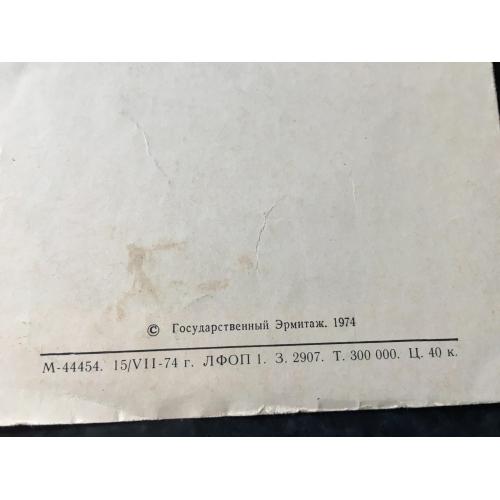 © Государственный Эрмитаж. 1974
М-44454. 15/VII-74 г. ЛФОП 1. З. 2907. Т. 300 000. Ц. 40 к.